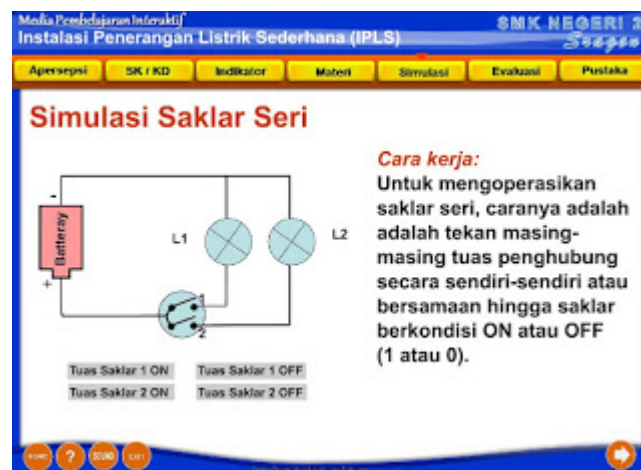 Media Pembelajaran Interaktif
Instalasi Penerangan Listrik Sederhana (IPLS)
SMK NEGERI 2
Sragen
Apersepsi
SK / KD
Indikator
Materi
Simulasi
Evaluasi
Pustaka
Simulasi Saklar Seri
Cara kerja:
Untuk mengoperasikan
saklar seri, caranya adalah
adalah tekan masing-
masing tuas penghubung
secara sendiri-sendiri atau
bersamaan hingga saklar
berkondisi ON atau OFF
(1 atau 0).
-
Batteray
+
L1
L2
1
2
Tuas Saklar 1 ON
Tuas Saklar 1 OFF
Tuas Saklar 2 ON
Tuas Saklar 2 OFF
HOME
?
SOUND
EXIT